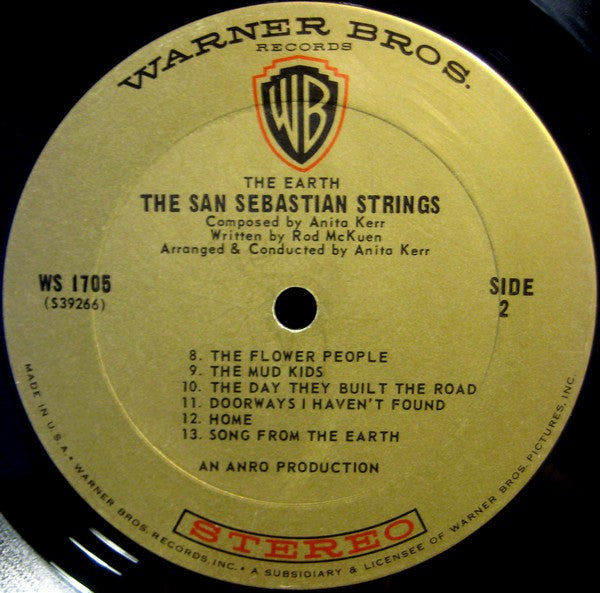 WARNER BROS.
RECORDS
WB
THE EARTH
THE SAN SEBASTIAN STRINGS
Composed by Anita Kerr
Written by Rod McKuen
Arranged & Conducted by Anita Kerr
WS 1705
(S39266)
SIDE
2
8. THE FLOWER PEOPLE
9. THE MUD KIDS
10. THE DAY THEY BUILT THE ROAD
11. DOORWAYS I HAVEN'T FOUND
12. HOME
13. SONG FROM THE EARTH
AN ANRO PRODUCTION
STEREO
MADE IN U.S.A. • WARNER BROS. RECORDS, INC. • A SUBSIDIARY & LICENSEE OF WARNER BROS. PICTURES, INC.